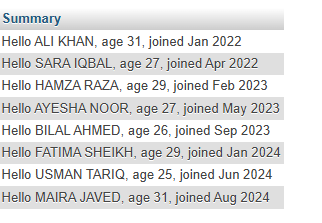 Summary
Hello ALI KHAN, age 31, joined Jan 2022
Hello SARA IQBAL, age 27, joined Apr 2022
Hello HAMZA RAZA, age 29, joined Feb 2023
Hello AYESHA NOOR, age 27, joined May 2023
Hello BILAL AHMED, age 26, joined Sep 2023
Hello FATIMA SHEIKH, age 29, joined Jan 2024
Hello USMAN TARIQ, age 25, joined Jun 2024
Hello MAIRA JAVED, age 31, joined Aug 2024